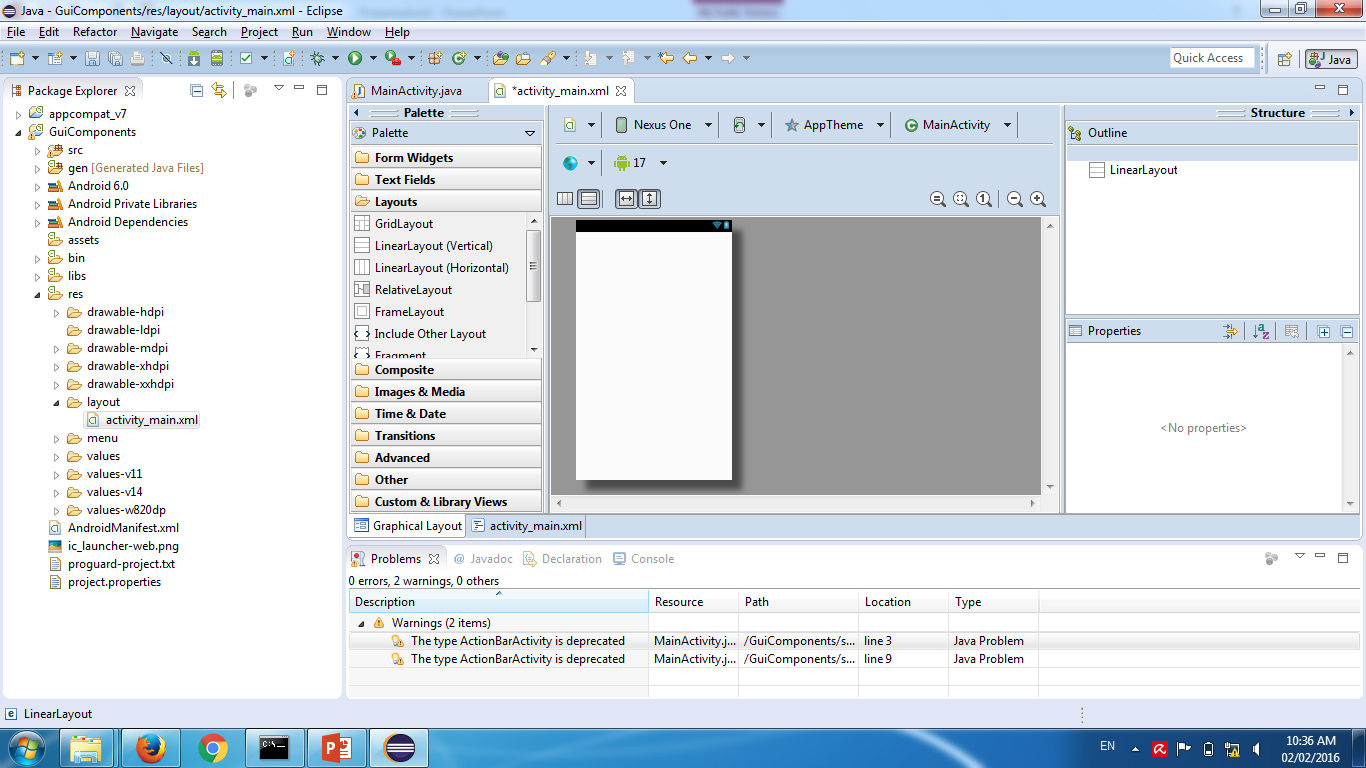 Java - GuiComponents/res/layout/activity_main.xml - Eclipse
File Edit Refactor Navigate Search Project Run Window Help
Quick Access
Java
Package Explorer
appcompat_v7
GuiComponents
src
gen [Generated Java Files]
Android 6.0
Android Private Libraries
Android Dependencies
assets
bin
libs
res
drawable-hdpi
drawable-ldpi
drawable-mdpi
drawable-xhdpi
drawable-xxhdpi
layout
activity_main.xml
menu
values
values-v11
values-v14
values-w820dp
AndroidManifest.xml
ic_launcher-web.png
proguard-project.txt
project.properties
MainActivity.java
*activity_main.xml
Palette
Palette
Form Widgets
Text Fields
Layouts
GridLayout
LinearLayout (Vertical)
LinearLayout (Horizontal)
RelativeLayout
FrameLayout
Include Other Layout
Fragment
Composite
Images & Media
Time & Date
Transitions
Advanced
Other
Custom & Library Views
Nexus One
AppTheme
MainActivity
17
Structure
Outline
LinearLayout
Properties
<No properties>
Graphical Layout
activity_main.xml
Problems
@ Javadoc
Declaration
Console
0 errors, 2 warnings, 0 others
Description Resource Path Location Type
Warnings (2 items)
The type ActionBarActivity is deprecated MainActivity.j... /GuiComponents/s... line 3 Java Problem
The type ActionBarActivity is deprecated MainActivity.j... /GuiComponents/s... line 9 Java Problem
LinearLayout
EN
10:36 AM
02/02/2016